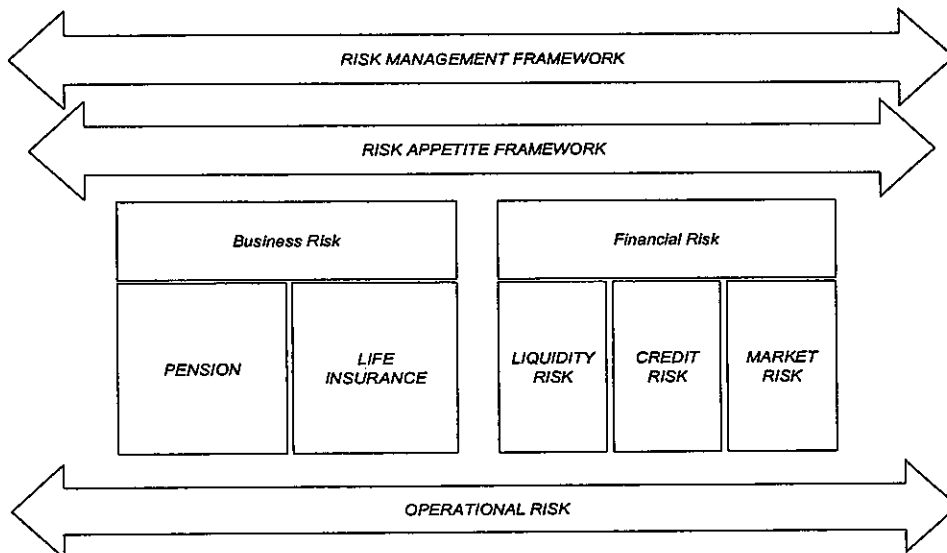 RISK MANAGEMENT FRAMEWORK
RISK APPETITE FRAMEWORK
Business Risk
Financial Risk
PENSION
LIFE
INSURANCE
LIQUIDITY
RISK
CREDIT
RISK
MARKET
RISK
OPERATIONAL RISK